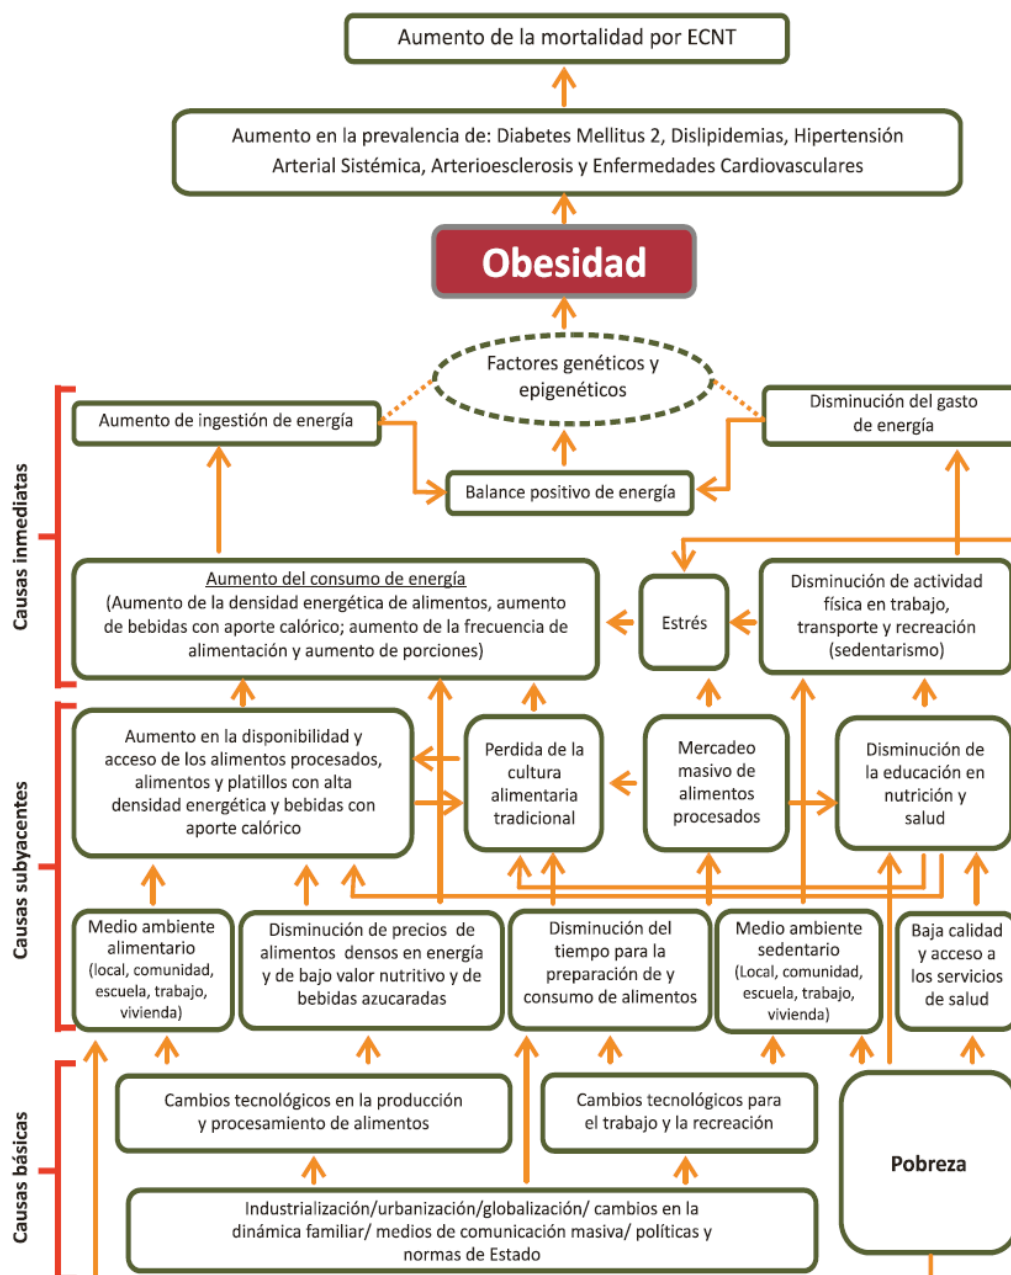 Aumento de la mortalidad por ECNT
Aumento en la prevalencia de: Diabetes Mellitus 2, Dislipidemias, Hipertensión
Arterial Sistémica, Arterioesclerosis y Enfermedades Cardiovasculares
Obesidad
Factores genéticos y
epigenéticos
Causas inmediatas
Aumento de ingestión de energía
Disminución del gasto
de energía
Balance positivo de energía
Aumento del consumo de energía
(Aumento de la densidad energética de alimentos, aumento
de bebidas con aporte calórico; aumento de la frecuencia de
alimentación y aumento de porciones)
Estrés
Disminución de actividad
física en trabajo,
transporte y recreación
(sedentarismo)
Causas subyacentes
Aumento en la disponibilidad y
acceso de los alimentos procesados,
alimentos y platillos con alta
densidad energética y bebidas con
aporte calórico
Perdida de la
cultura
alimentaria
tradicional
Mercadeo
masivo de
alimentos
procesados
Disminución de
la educación en
nutrición y
salud
Medio ambiente
alimentario
(local, comunidad,
escuela, trabajo,
vivienda)
Disminución de precios de
alimentos densos en energía
y de bajo valor nutritivo y de
bebidas azucaradas
Disminución del
tiempo para la
preparación de y
consumo de alimentos
Medio ambiente
sedentario
(Local, comunidad,
escuela, trabajo,
vivienda)
Baja calidad
y acceso a
los servicios
de salud
Causas básicas
Cambios tecnológicos en la producción
y procesamiento de alimentos
Cambios tecnológicos para
el trabajo y la recreación
Pobreza
Industrialización/urbanización/globalización/ cambios en la
dinámica familiar/ medios de comunicación masiva/ políticas y
normas de Estado